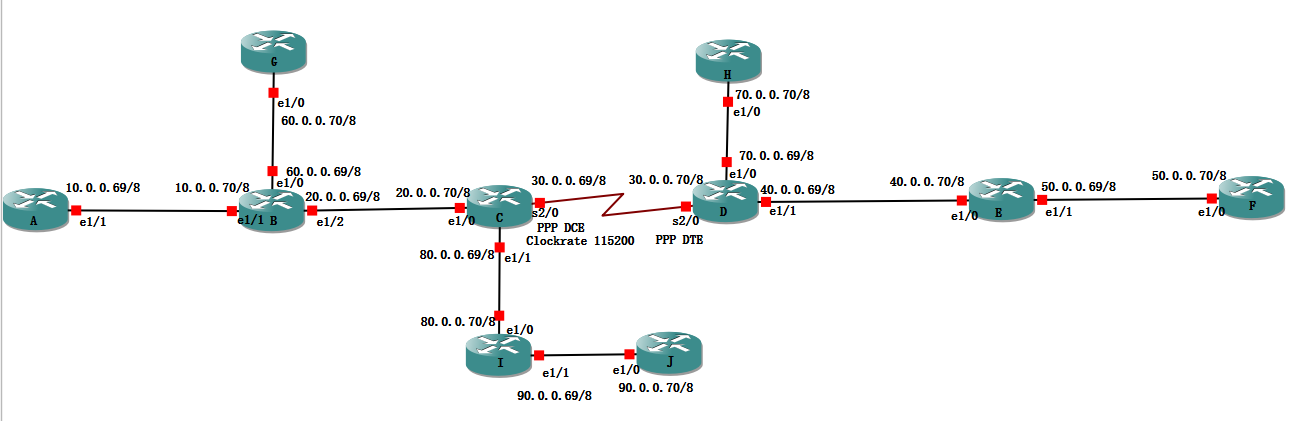 G
e1/0
60.0.0.70/8
60.0.0.69/8
e1/0
A
10.0.0.69/8
e1/1
10.0.0.70/8
e1/1
B
20.0.0.69/8
e1/2
20.0.0.70/8
e1/0
C
30.0.0.69/8
s2/0
PPP DCE
Clockrate 115200
30.0.0.70/8
s2/0
PPP DTE
D
H
70.0.0.70/8
e1/0
70.0.0.69/8
e1/0
40.0.0.69/8
e1/1
40.0.0.70/8
e1/0
E
50.0.0.69/8
e1/1
50.0.0.70/8
e1/0
F
80.0.0.69/8
e1/1
80.0.0.70/8
e1/0
I
e1/1
90.0.0.69/8
e1/0
90.0.0.70/8
J